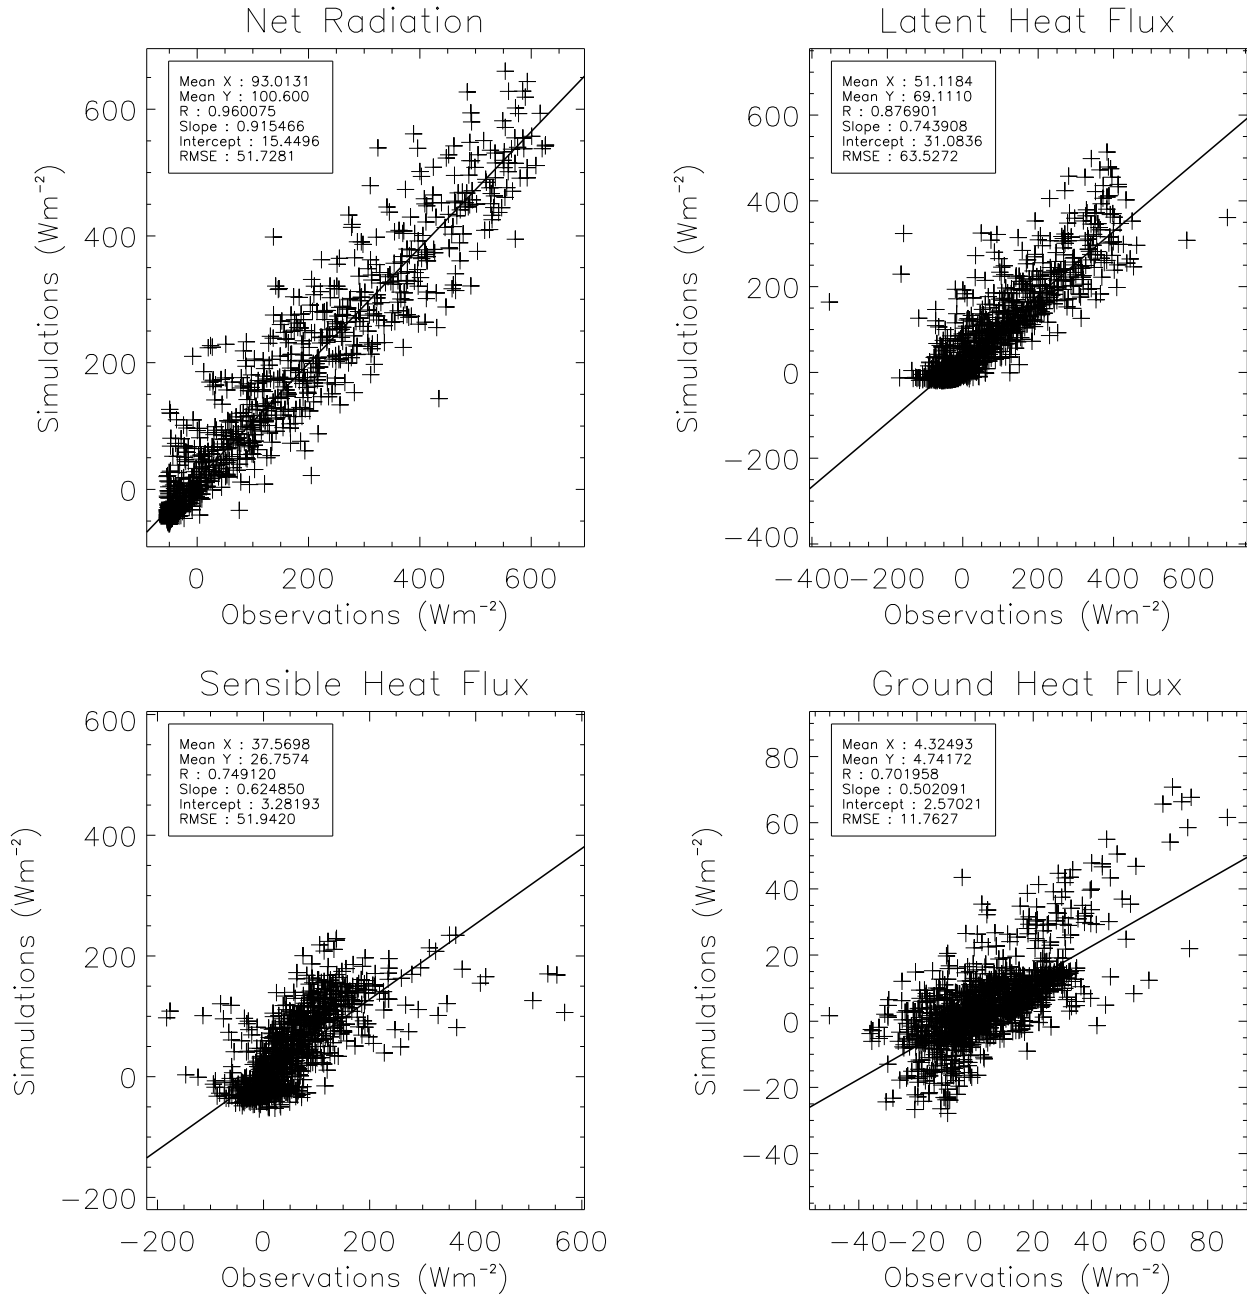 Net Radiation
Mean X : 93.0131
Mean Y : 100.600
R : 0.960075
Slope : 0.915466
Intercept : 15.4496
RMSE : 51.7281
600
400
200
0
Simulations (Wm⁻²)
0 200 400 600
Observations (Wm⁻²)
Latent Heat Flux
Mean X : 51.1184
Mean Y : 69.1110
R : 0.876901
Slope : 0.743908
Intercept : 31.0836
RMSE : 63.5272
600
400
200
0
−200
−400
Simulations (Wm⁻²)
−400−200 0 200 400 600
Observations (Wm⁻²)
Sensible Heat Flux
Mean X : 37.5698
Mean Y : 26.7574
R : 0.749120
Slope : 0.624850
Intercept : 3.28193
RMSE : 51.9420
600
400
200
0
−200
Simulations (Wm⁻²)
−200 0 200 400 600
Observations (Wm⁻²)
Ground Heat Flux
Mean X : 4.32493
Mean Y : 4.74172
R : 0.701958
Slope : 0.502091
Intercept : 2.57021
RMSE : 11.7627
80
60
40
20
0
−20
−40
Simulations (Wm⁻²)
−40−20 0 20 40 60 80
Observations (Wm⁻²)